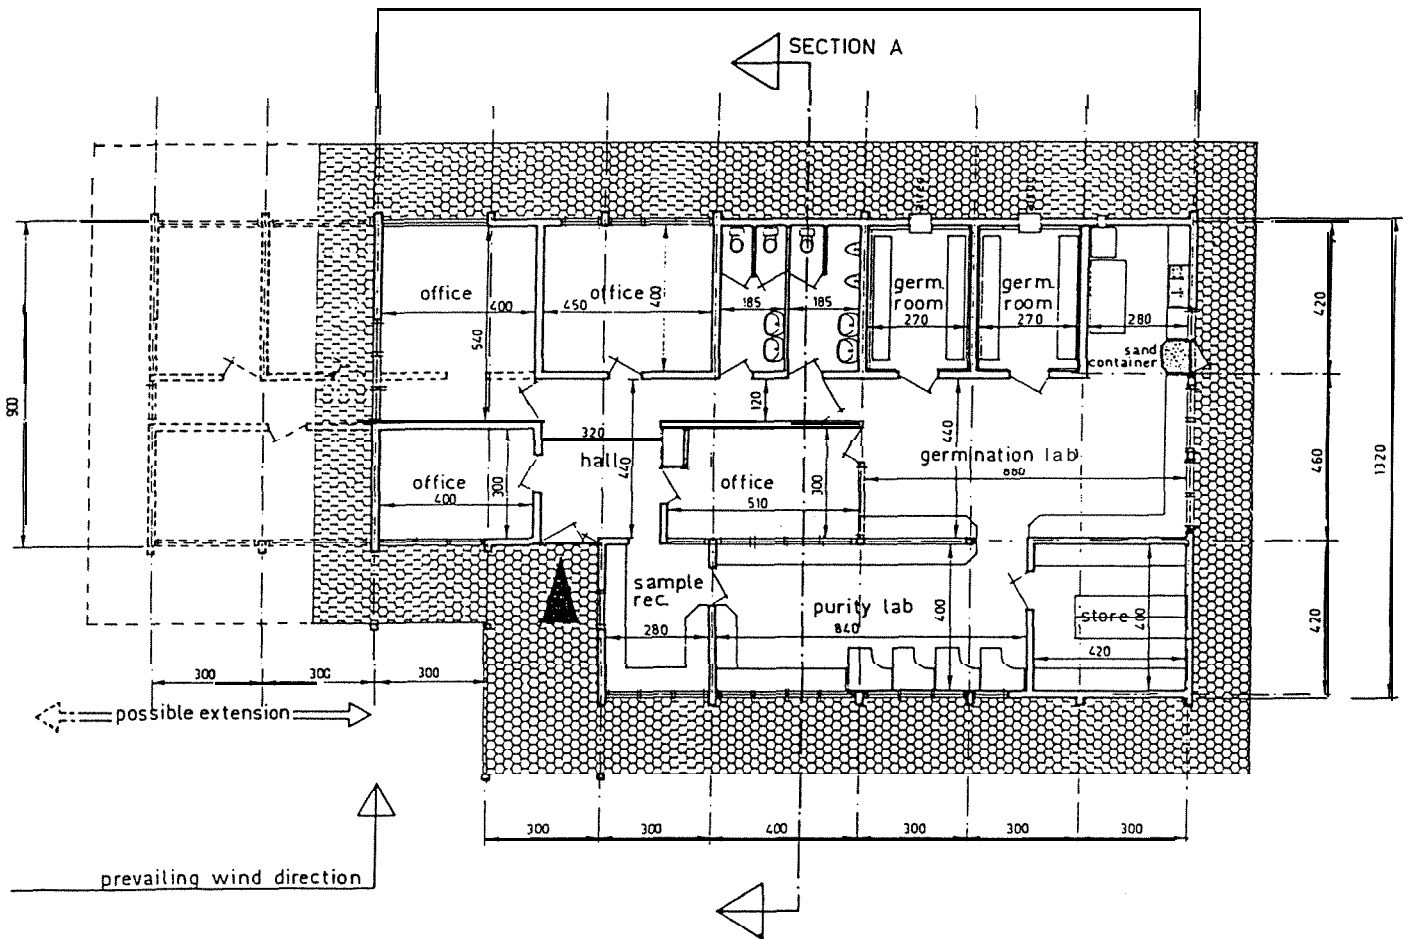 SECTION A
office
400
540
office
450
400
185
185
germ.
room
270
germ.
room
270
280
sand
container
420
900
120
320
hall
440
office
400
300
office
510
300
440
germination lab
880
460
1320
sample
rec.
280
purity lab
840
400
store
400
420
420
300
300
300
possible extension
300
300
400
300
300
300
prevailing wind direction